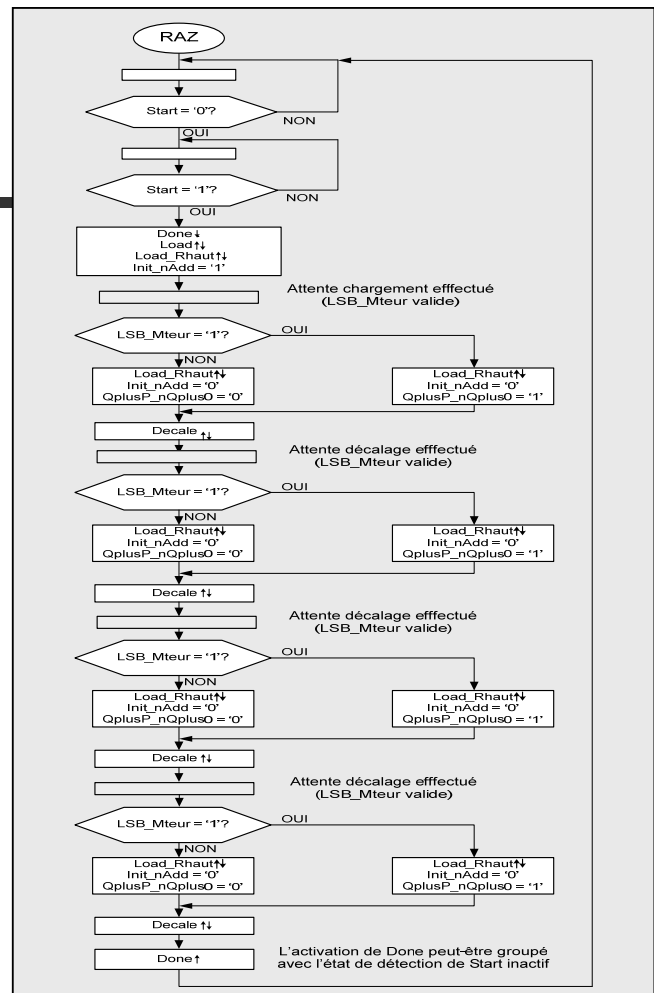 RAZ
Start = '0'?
NON
OUI
Start = '1'?
NON
OUI
Done↓
Load↑↓
Load_Rhaut↑↓
Init_nAdd = '1'
Attente chargement efffectué
(LSB_Mteur valide)
LSB_Mteur = '1'?
OUI
NON
Load_Rhaut↑↓
Init_nAdd = '0'
QplusP_nQplus0 = '0'
Load_Rhaut↑↓
Init_nAdd = '0'
QplusP_nQplus0 = '1'
Decale ↑↓
Attente décalage efffectué
(LSB_Mteur valide)
LSB_Mteur = '1'?
OUI
NON
Load_Rhaut↑↓
Init_nAdd = '0'
QplusP_nQplus0 = '0'
Load_Rhaut↑↓
Init_nAdd = '0'
QplusP_nQplus0 = '1'
Decale ↑↓
Attente décalage efffectué
(LSB_Mteur valide)
LSB_Mteur = '1'?
OUI
NON
Load_Rhaut↑↓
Init_nAdd = '0'
QplusP_nQplus0 = '0'
Load_Rhaut↑↓
Init_nAdd = '0'
QplusP_nQplus0 = '1'
Decale ↑↓
Attente décalage efffectué
(LSB_Mteur valide)
LSB_Mteur = '1'?
OUI
NON
Load_Rhaut↑↓
Init_nAdd = '0'
QplusP_nQplus0 = '0'
Load_Rhaut↑↓
Init_nAdd = '0'
QplusP_nQplus0 = '1'
Decale ↑↓
Done↑
L'activation de Done peut-être groupé
avec l'état de détection de Start inactif